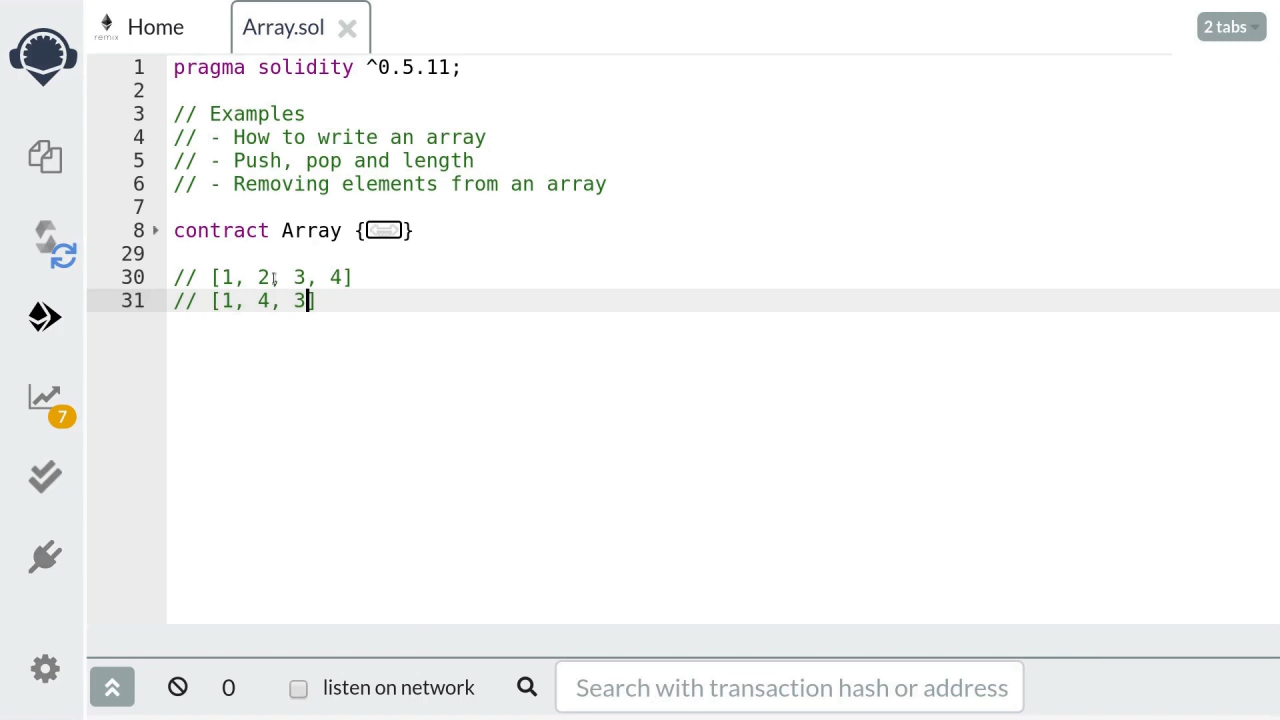 remix
Home
Array.sol
2 tabs
1 pragma solidity ^0.5.11;
2
3 // Examples
4 // - How to write an array
5 // - Push, pop and length
6 // - Removing elements from an array
7
8 contract Array {}
29
30 // [1, 2, 3, 4]
31 // [1, 4, 3]
7
0
listen on network
Search with transaction hash or address